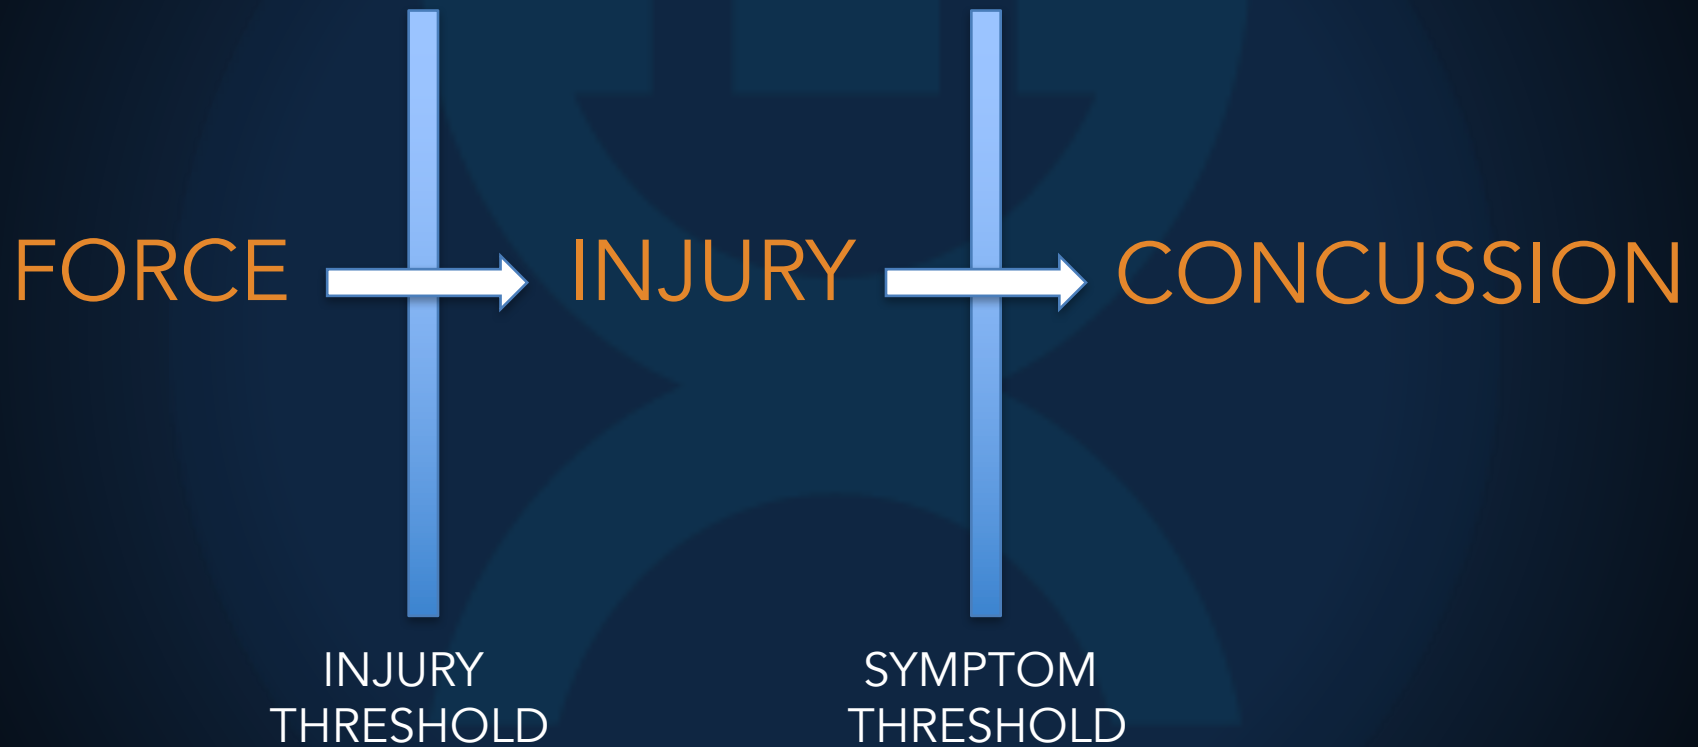 FORCE
INJURY
CONCUSSION
INJURY
THRESHOLD
SYMPTOM
THRESHOLD